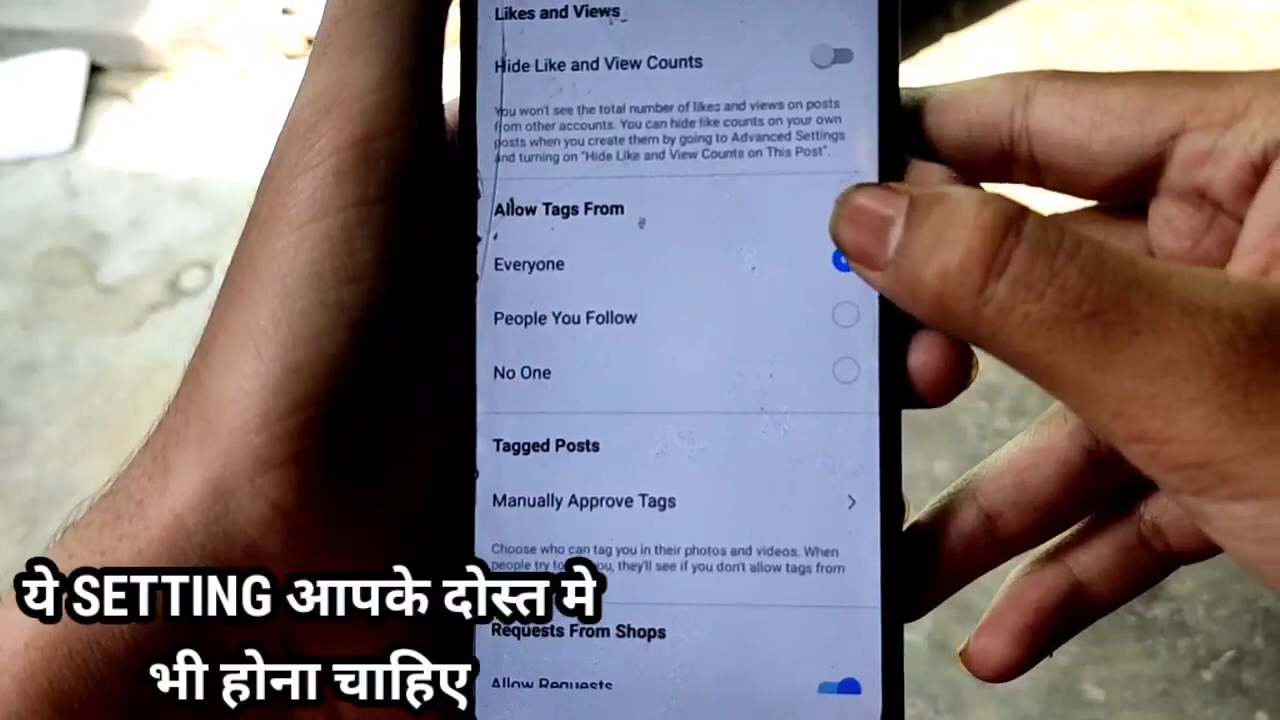 Likes and Views
Hide Like and View Counts
You won't see the total number of likes and views on posts
from other accounts. You can hide like counts on your own
posts when you create them by going to Advanced Settings
and turning on "Hide Like and View Counts on This Post".
Allow Tags From
Everyone
People You Follow
No One
Tagged Posts
Manually Approve Tags
Choose who can tag you in their photos and videos. When
people try to you, they'll see if you don't allow tags from
Requests From Shops
Allow Requests
ये SETTING आपके दोस्त मे
भी होना चाहिए